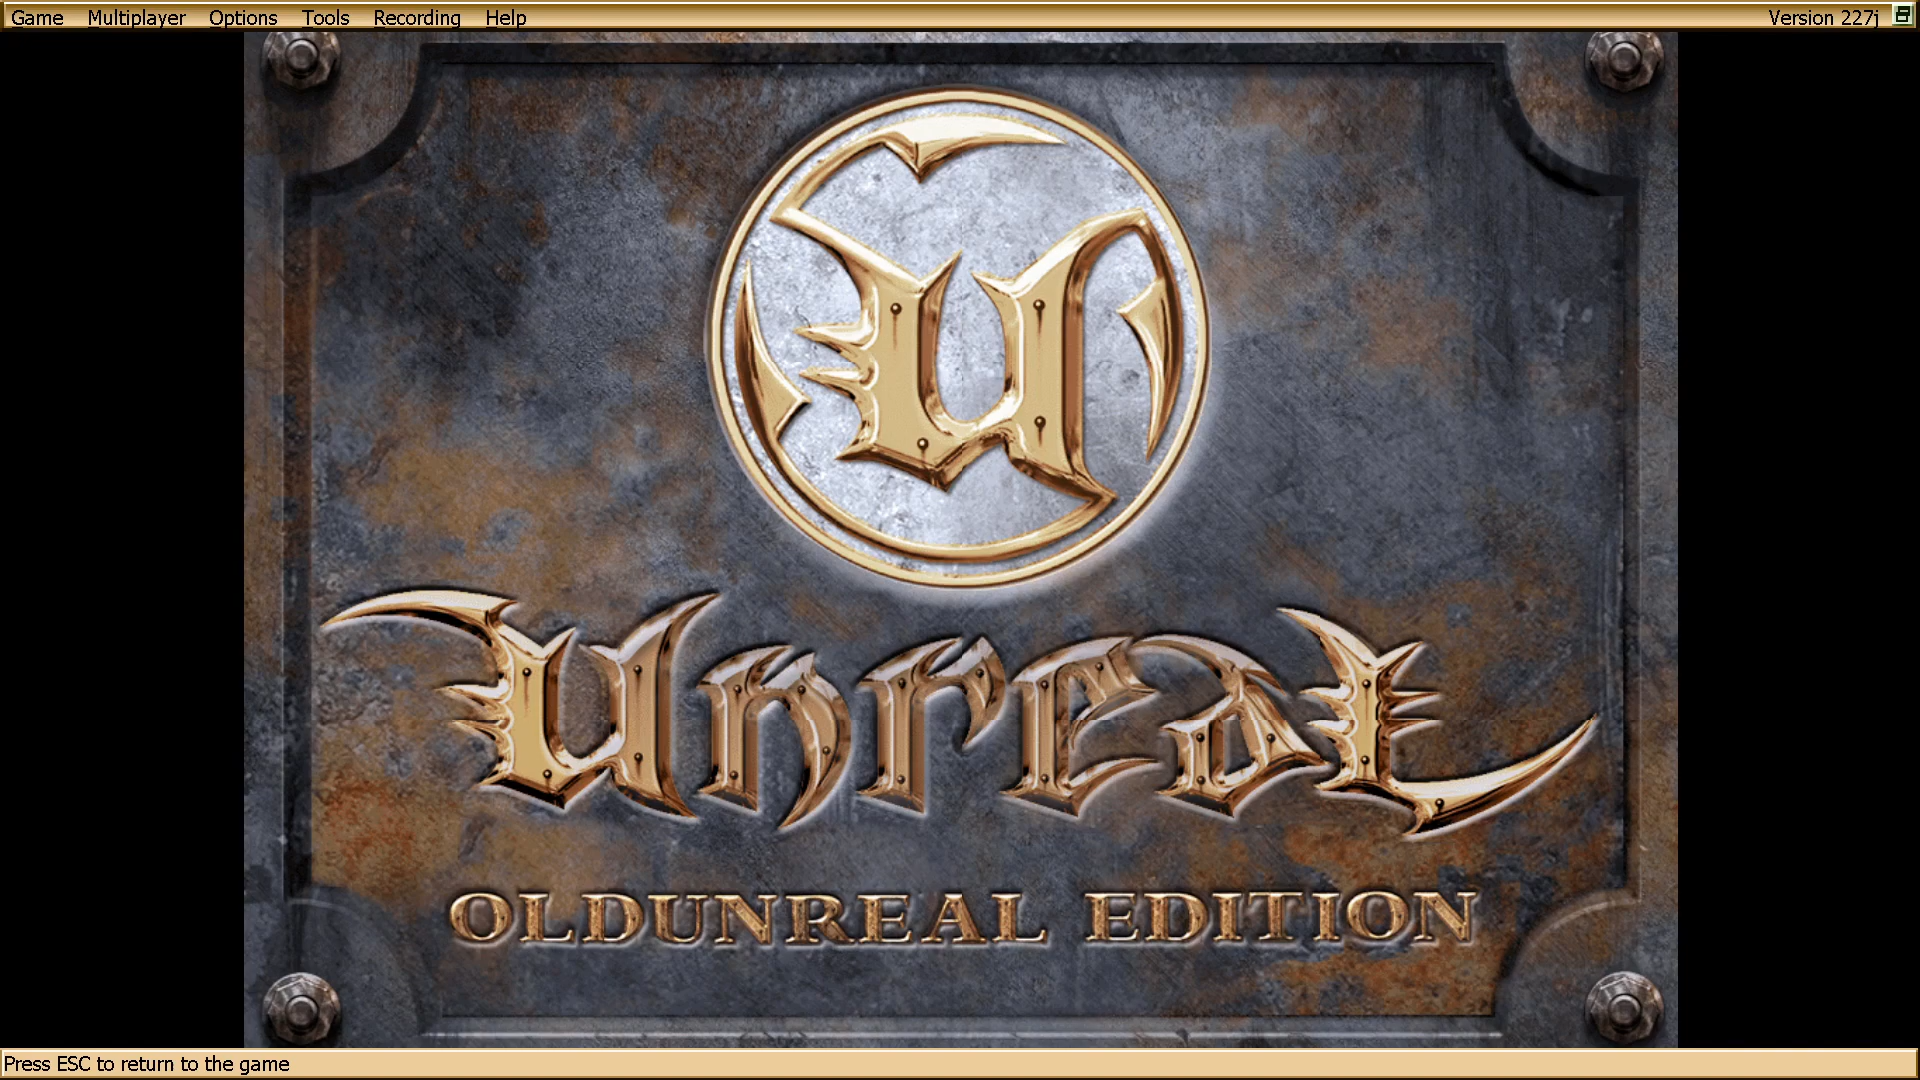 Game Multiplayer Options Tools Recording Help Version 227j
U
Unreal
OLDUNREAL EDITION
Press ESC to return to the game